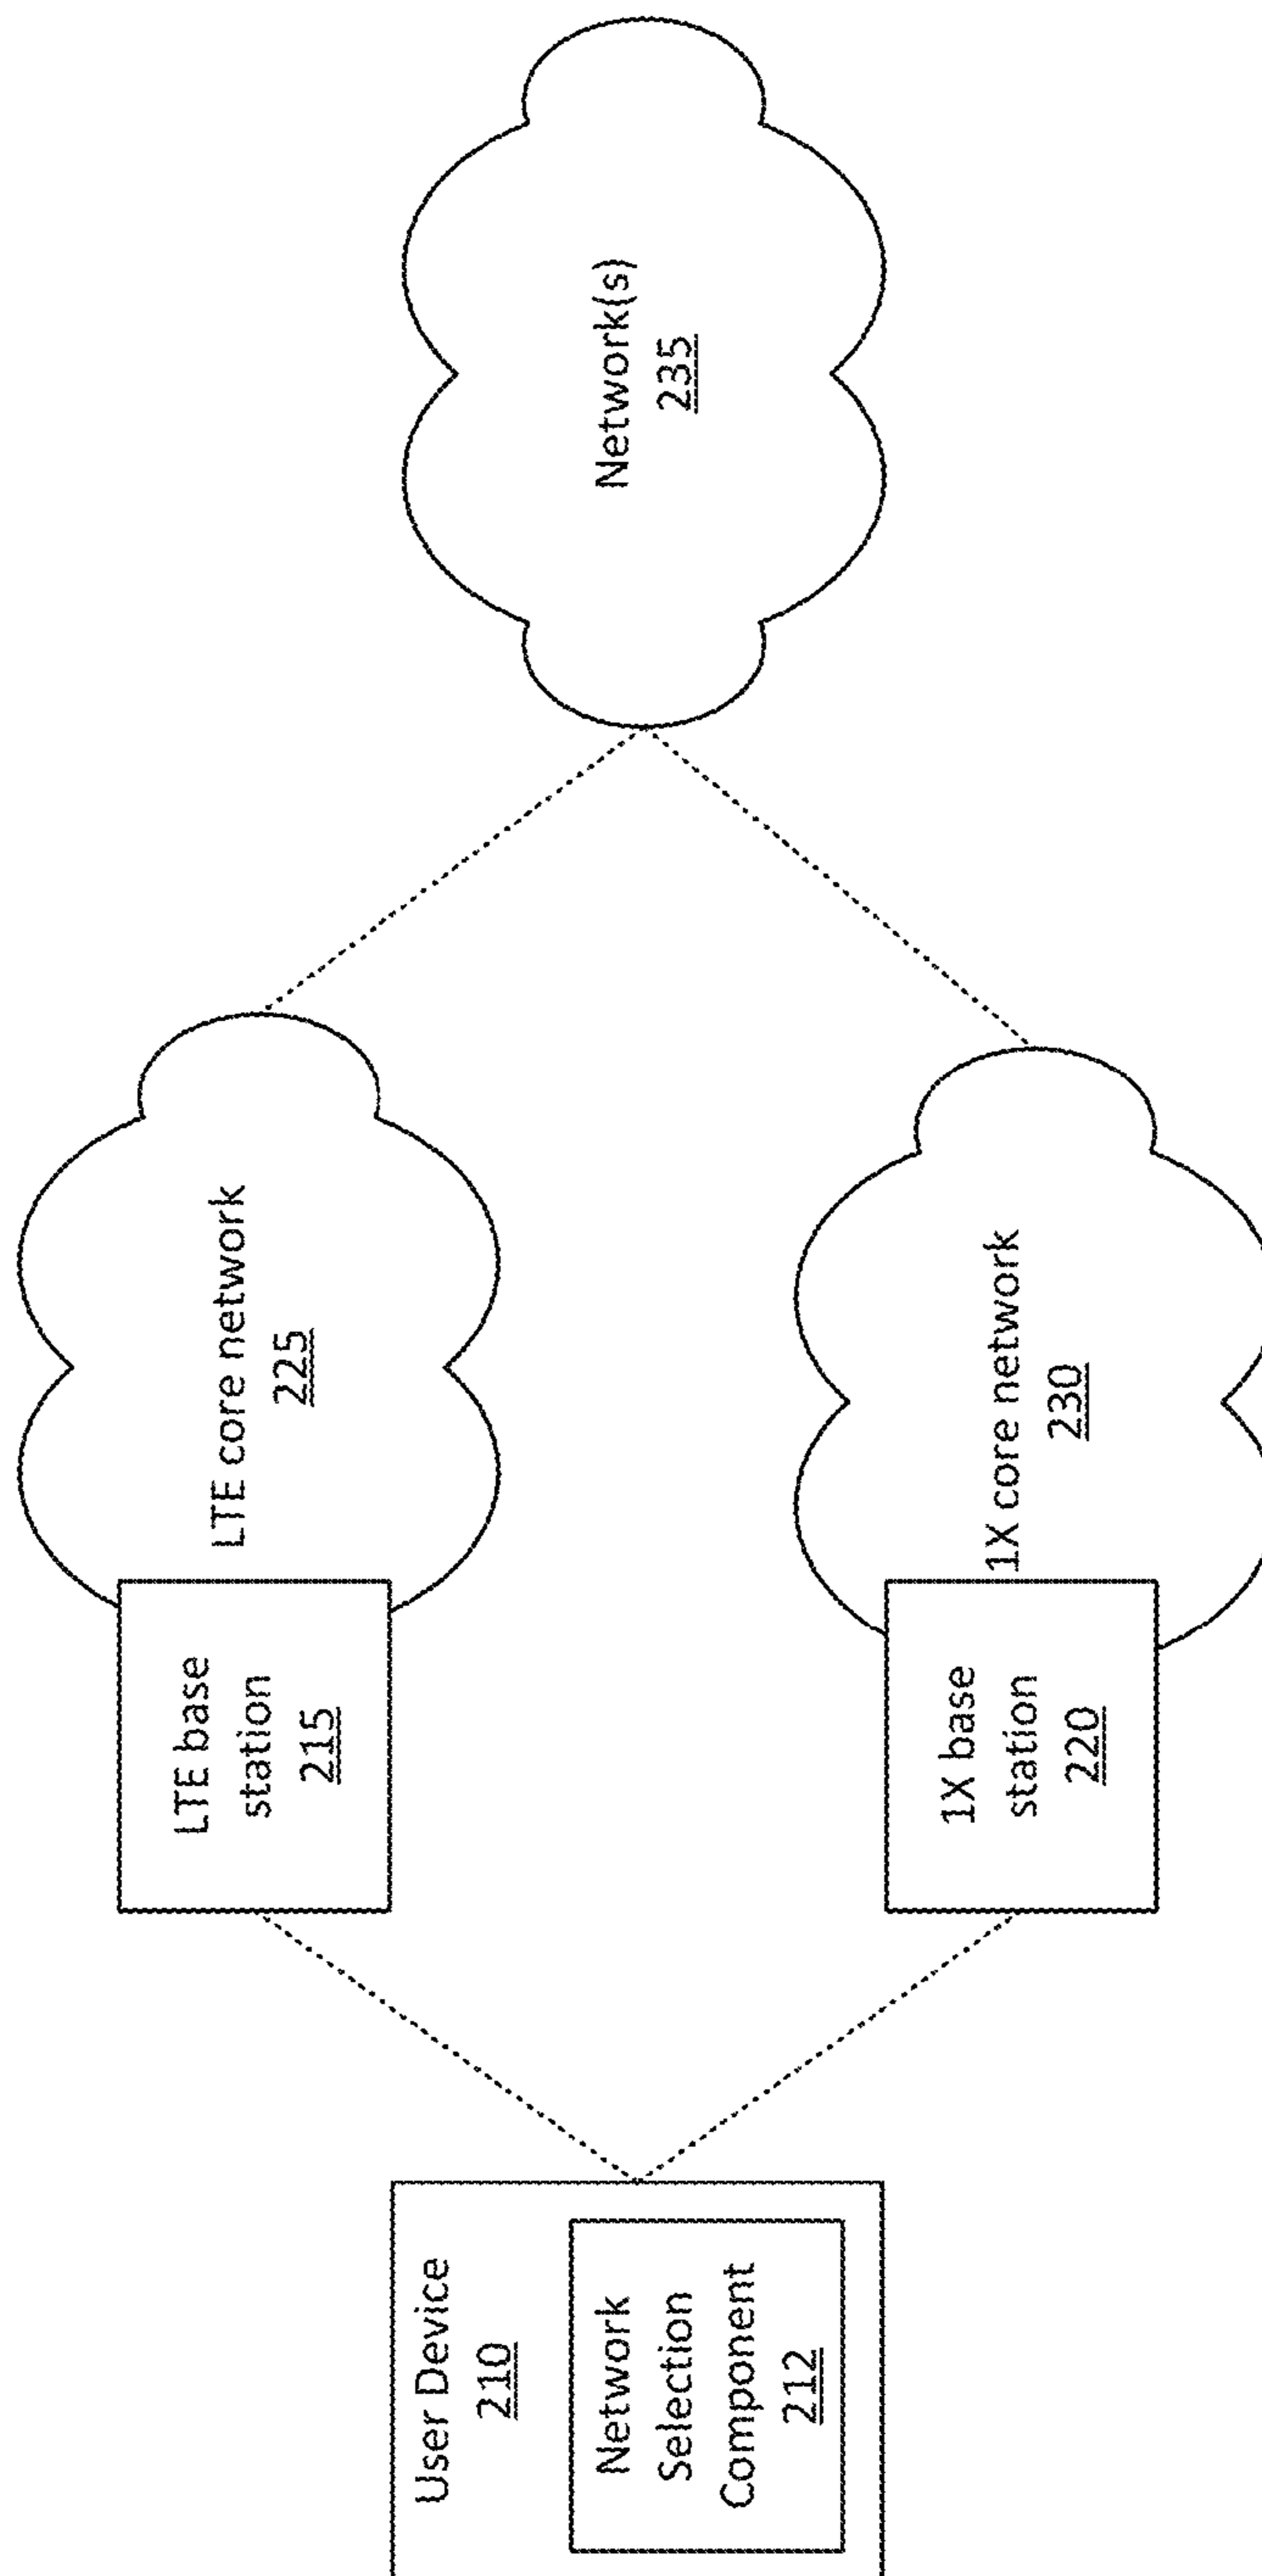 User Device
210
Network
Selection
Component
212
LTE base
station
215
LTE core network
225
1X base
station
220
1X core network
230
Network(s)
235